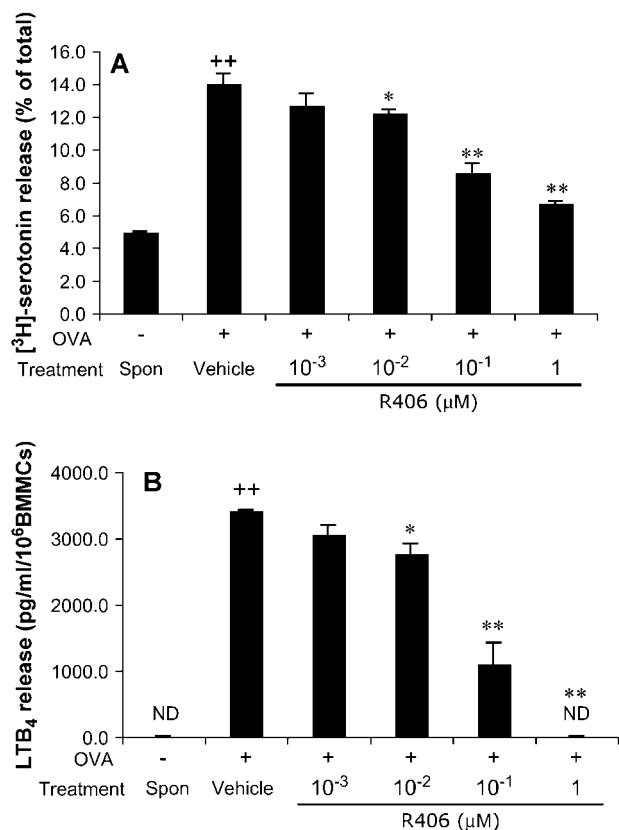 A
[³H]-serotonin release (% of total)
16.0
14.0
12.0
10.0
8.0
6.0
4.0
2.0
0.0
++
*
**
**
OVA - + + + + +
Treatment Spon Vehicle 10⁻³ 10⁻² 10⁻¹ 1
R406 (µM)
B
LTB₄ release (pg/ml/10⁶BMMCs)
4000.0
3000.0
2000.0
1000.0
0.0
ND
++
*
**
**
ND
OVA - + + + + +
Treatment Spon Vehicle 10⁻³ 10⁻² 10⁻¹ 1
R406 (µM)